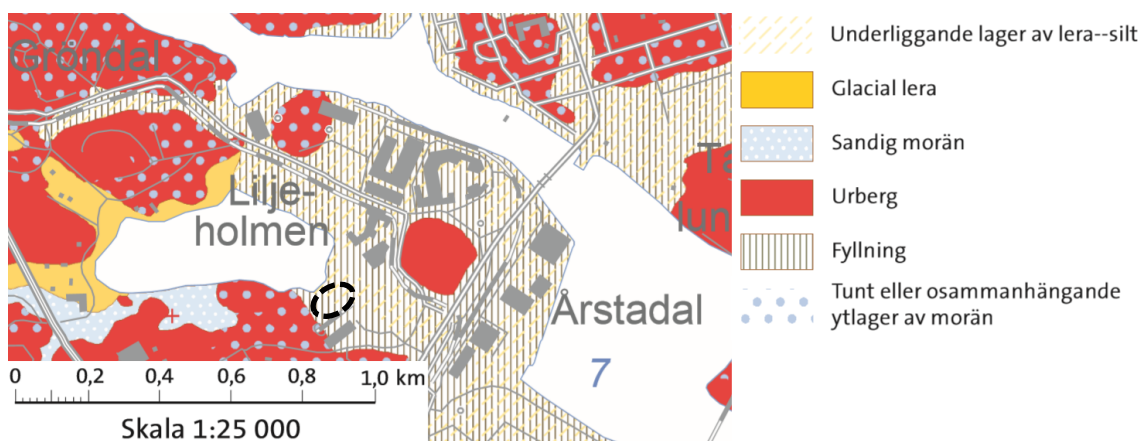 Gröndal
Lilje-
holmen
Årstadal
Ta
lun
7
0 0,2 0,4 0,6 0,8 1,0 km
Skala 1:25 000
Underliggande lager av lera--silt
Glacial lera
Sandig morän
Urberg
Fyllning
Tunt eller osammanhängande
ytlager av morän